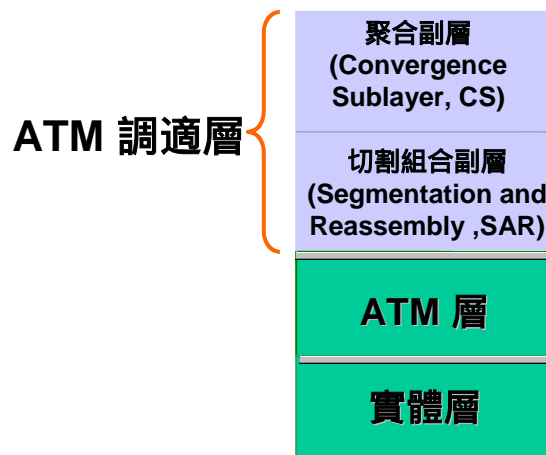 聚合副層
(Convergence
Sublayer, CS)
ATM 調適層
切割組合副層
(Segmentation and
Reassembly ,SAR)
ATM 層
實體層